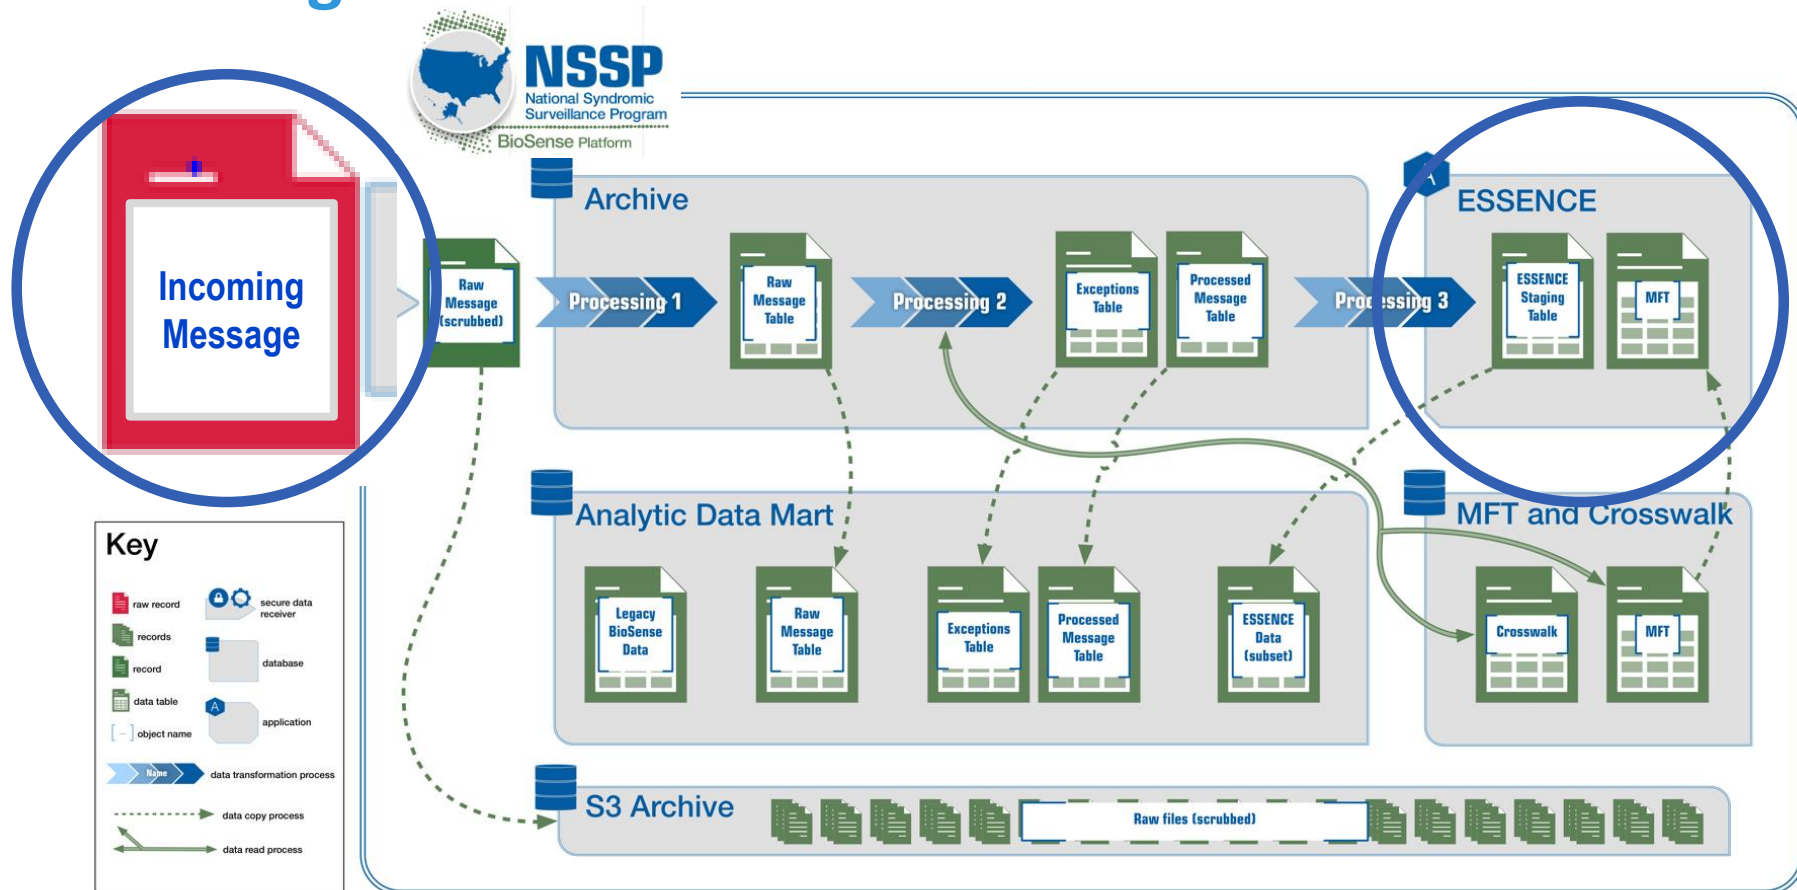 NSSP
National Syndromic
Surveillance Program
BioSense Platform
Incoming
Message
Raw
Message
(scrubbed)
Archive
Processing 1
Raw
Message
Table
Processing 2
Exceptions
Table
Processed
Message
Table
Processing 3
A
ESSENCE
ESSENCE
Staging
Table
MFT
Analytic Data Mart
Legacy
BioSense
Data
Raw
Message
Table
Exceptions
Table
Processed
Message
Table
ESSENCE
Data
(subset)
MFT and Crosswalk
Crosswalk
MFT
S3 Archive
Raw files (scrubbed)
Key
raw record
records
record
data table
[ – ] object name
secure data
receiver
database
A
application
Name
data transformation process
data copy process
data read process